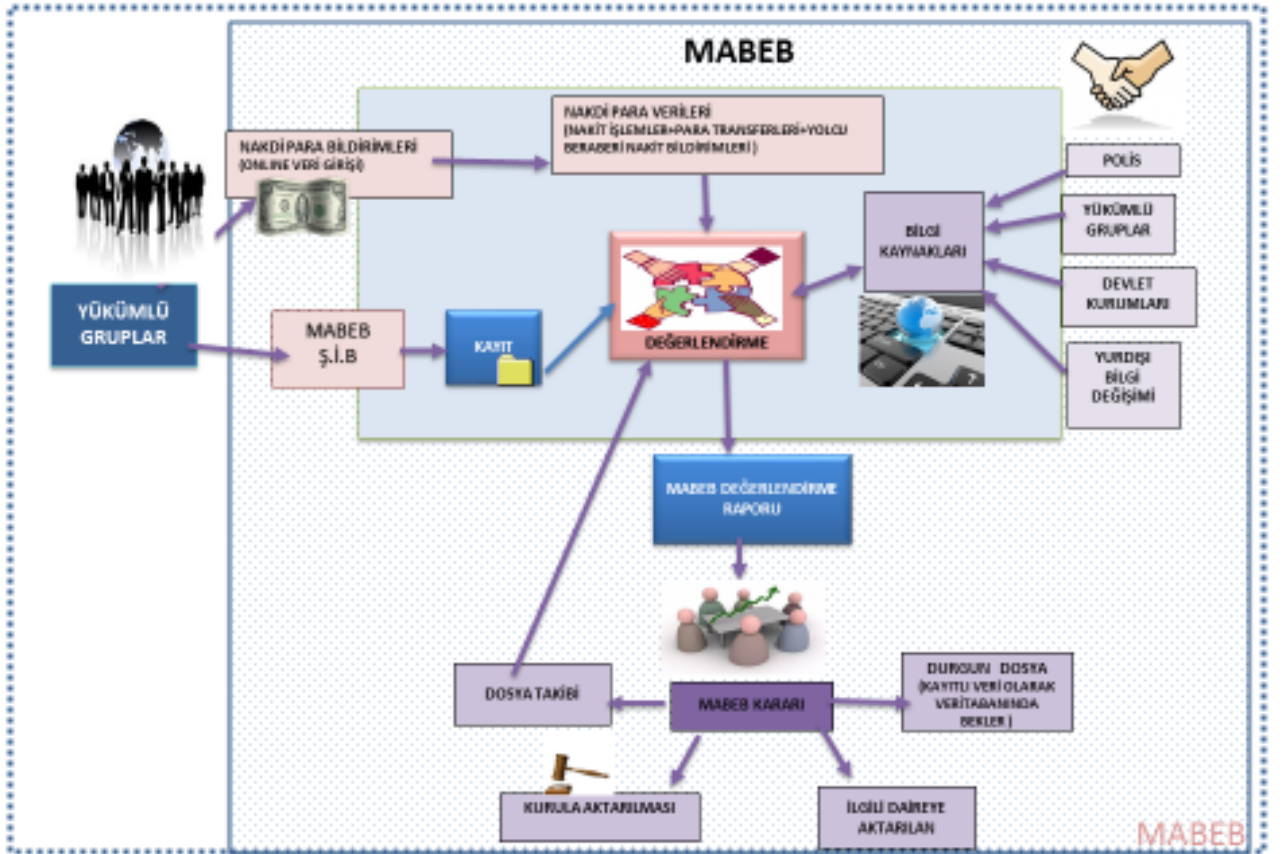 MABEB
NAKDİ PARA BİLDİRİMLERİ
(ONLINE VERİ GİRİŞİ)
NAKDİ PARA VERİLERİ
(NAKİT İŞLEMLER+PARA TRANSFERLERİ+YOLCU
BERABERİ NAKİT BİLDİRİMLERİ )
POLİS
YÜKÜMLÜ
GRUPLAR
DEVLET
KURUMLARI
YURDIŞI
BİLGİ
DEĞİŞİMİ
BİLGİ
KAYNAKLARI
YÜKÜMLÜ
GRUPLAR
MABEB
Ş.İ.B
KAYIT
DEĞERLENDİRME
MABEB DEĞERLENDİRME
RAPORU
DOSYA TAKİBİ
MABEB KARARI
DURGUN DOSYA
(KAYITLI VERİ OLARAK
VERİTABANINDA
BEKLER )
KURULA AKTARILMASI
İLGİLİ DAİREYE
AKTARILAN
MABEB